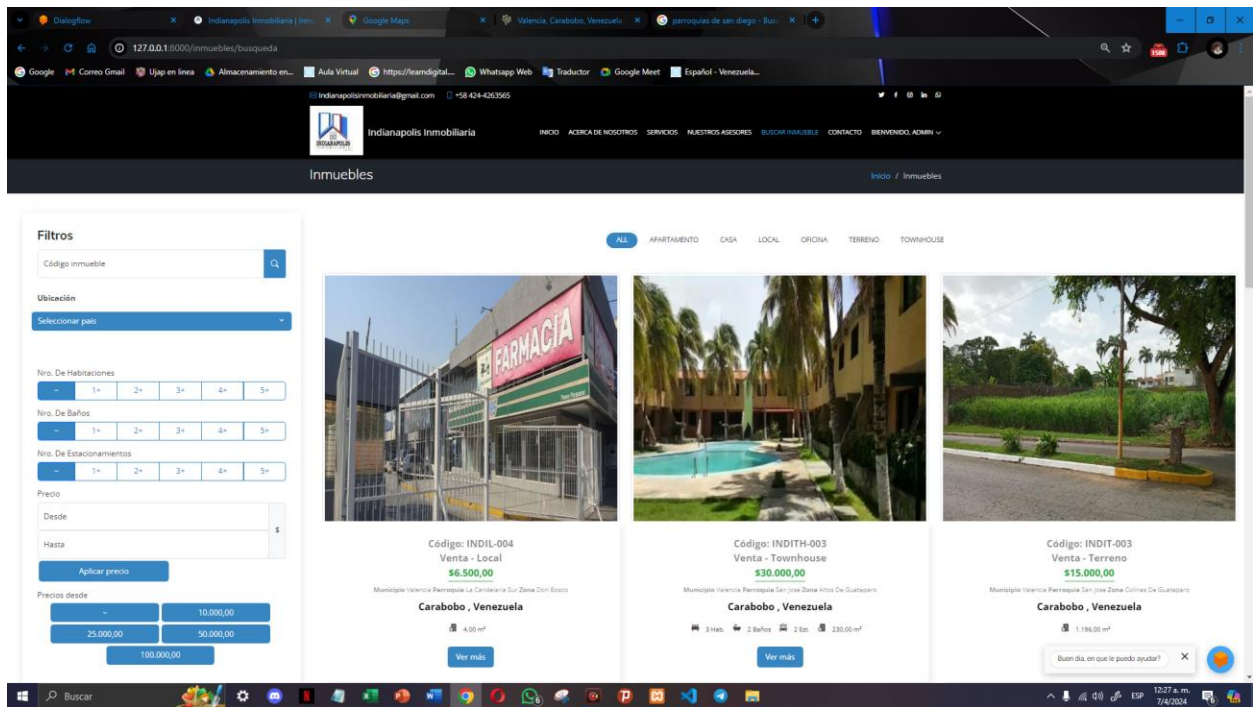 Dialogflow
Indianapolis Inmobiliaria | Inm
Google Maps
Valencia, Carabobo, Venezuela
parroquias de san diego - Bus
127.0.0.1:8000/inmuebles/busqueda
Google
Correo Gmail
Ujap en linea
Almacenamiento en...
Aula Virtual
https://learndigital....
Whatsapp Web
Traductor
Google Meet
Español - Venezuela...
Indianapolisinmobiliaria@gmail.com +58 424-4263565
INDIANAPOLIS
Indianapolis Inmobiliaria
INICIO ACERCA DE NOSOTROS SERVICIOS NUESTROS ASESORES BUSCAR INMUEBLE CONTACTO BIENVENIDO, ADMIN
Inmuebles
Inicio / Inmuebles
Filtros
Código inmueble
Ubicación
Seleccionar pais
Nro. De Habitaciones
~ 1+ 2+ 3+ 4+ 5+
Nro. De Baños
~ 1+ 2+ 3+ 4+ 5+
Nro. De Estacionamientos
~ 1+ 2+ 3+ 4+ 5+
Precio
Desde
$
Hasta
Aplicar precio
Precios desde
~ 10.000,00
25.000,00 50.000,00
100.000,00
ALL APARTAMENTO CASA LOCAL OFICINA TERRENO TOWNHOUSE
FARMACIA
Código: INDIL-004
Venta - Local
$6.500,00
Municipio Valencia Parroquia La Candelaria Sur Zona Don Bosco
Carabobo , Venezuela
4,00 m²
Ver más
Código: INDITH-003
Venta - Townhouse
$30.000,00
Municipio Valencia Parroquia San Jose Zona Altos De Guataparo
Carabobo , Venezuela
3 Hab. 2 Baños 2 Est. 230,00 m²
Ver más
Código: INDIT-003
Venta - Terreno
$15.000,00
Municipio Valencia Parroquia San Jose Zona Colinas De Guataparo
Carabobo , Venezuela
1.196,00 m²
Buen dia, en que le puedo ayudar?
Buscar
ESP
12:27 a. m.
7/4/2024